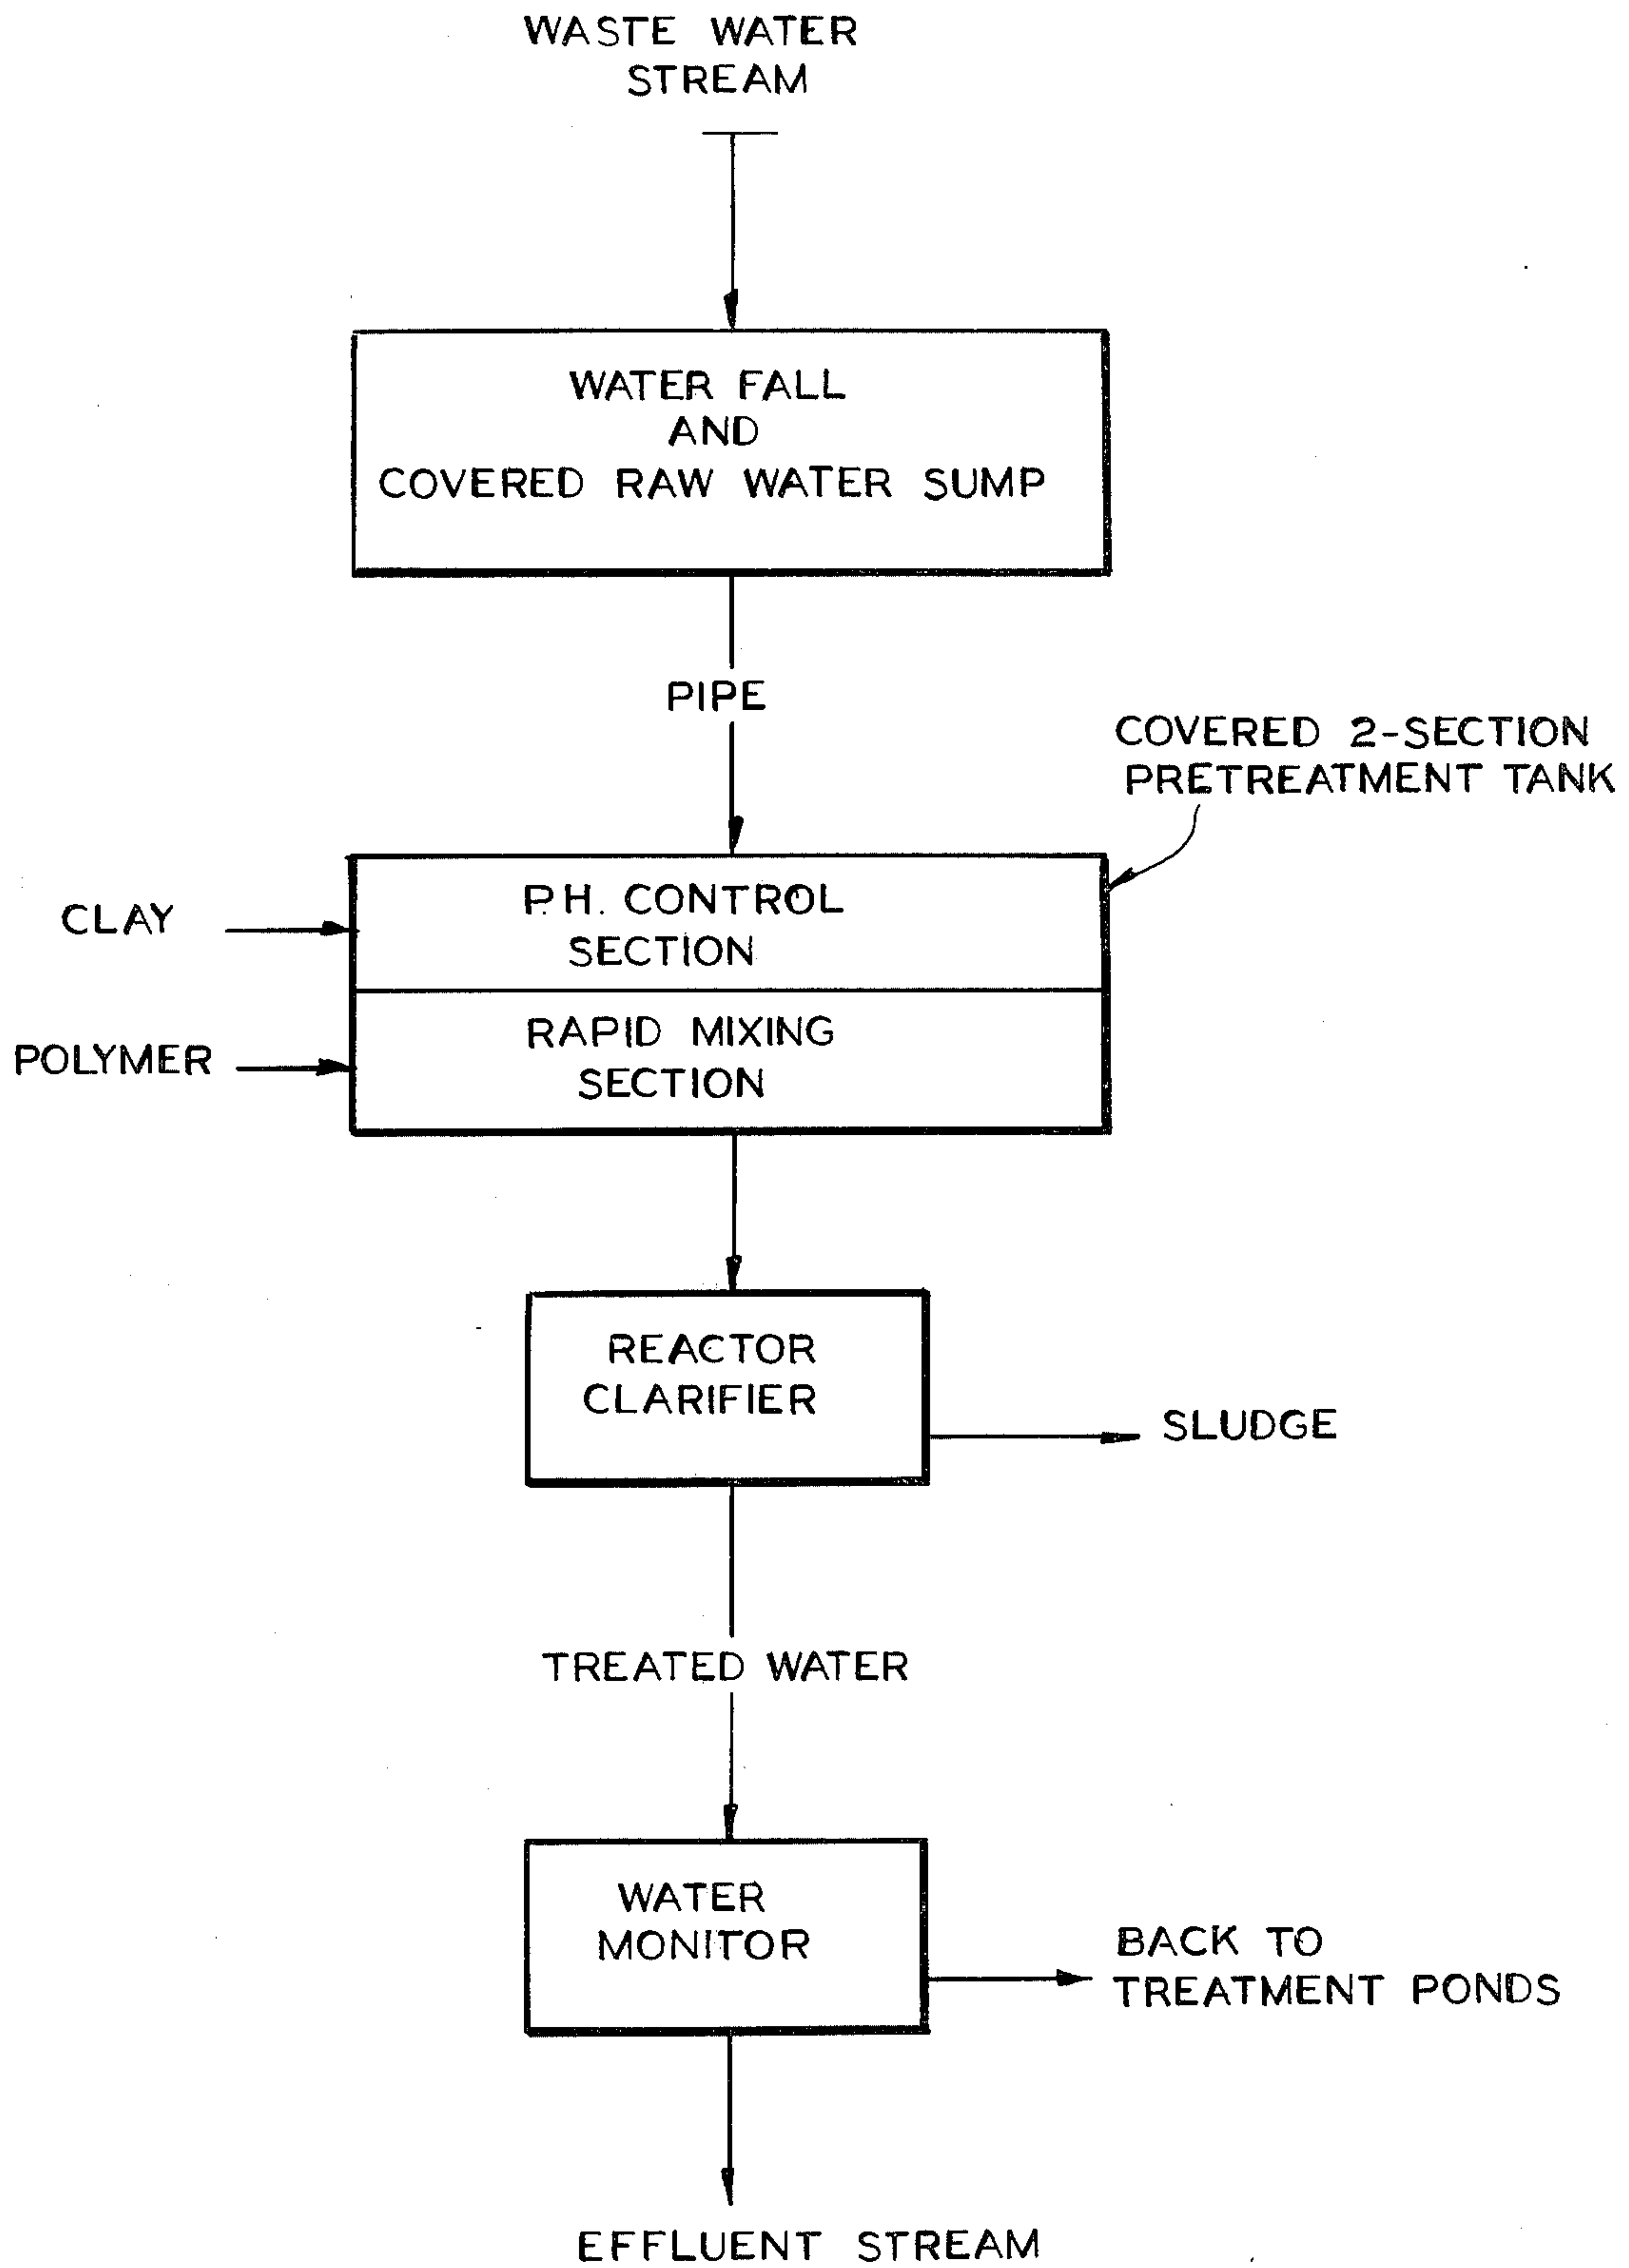 WASTE WATER
STREAM
WATER FALL
AND
COVERED RAW WATER SUMP
PIPE
COVERED 2-SECTION
PRETREATMENT TANK
CLAY
P.H. CONTROL
SECTION
POLYMER
RAPID MIXING
SECTION
REACTOR
CLARIFIER
SLUDGE
TREATED WATER
WATER
MONITOR
BACK TO
TREATMENT PONDS
EFFLUENT STREAM